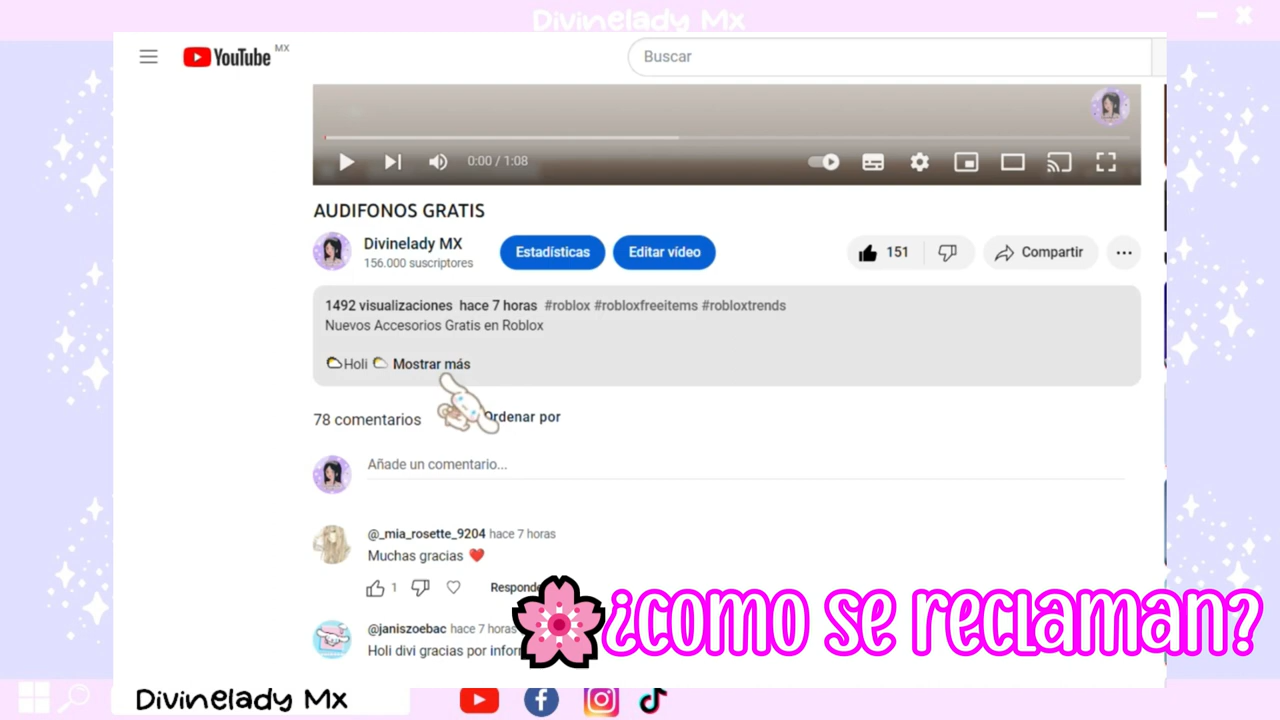 Divinelady Mx
YouTube MX
Buscar
0:00 / 1:08
AUDIFONOS GRATIS
Divinelady MX
156.000 suscriptores
Estadísticas
Editar vídeo
151
Compartir
1492 visualizaciones hace 7 horas #roblox #robloxfreeitems #robloxtrends
Nuevos Accesorios Gratis en Roblox
Holi Mostrar más
78 comentarios
Ordenar por
Añade un comentario...
@_mia_rosette_9204 hace 7 horas
Muchas gracias ❤️
1
Responde
@janiszoebac hace 7 horas
Holi divi gracias por infor
¿como se reclaman?
Divinelady Mx